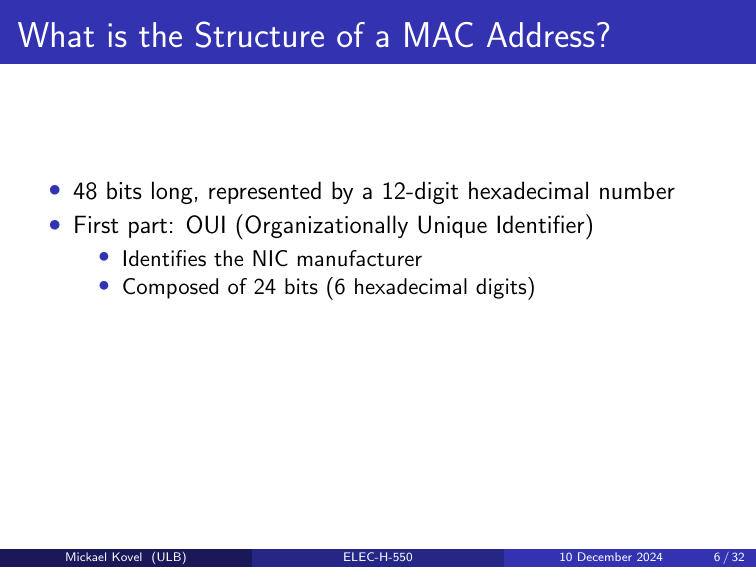 What is the Structure of a MAC Address?
• 48 bits long, represented by a 12-digit hexadecimal number
• First part: OUI (Organizationally Unique Identifier)
• Identifies the NIC manufacturer
• Composed of 24 bits (6 hexadecimal digits)
Mickael Kovel (ULB) ELEC-H-550 10 December 2024 6 / 32